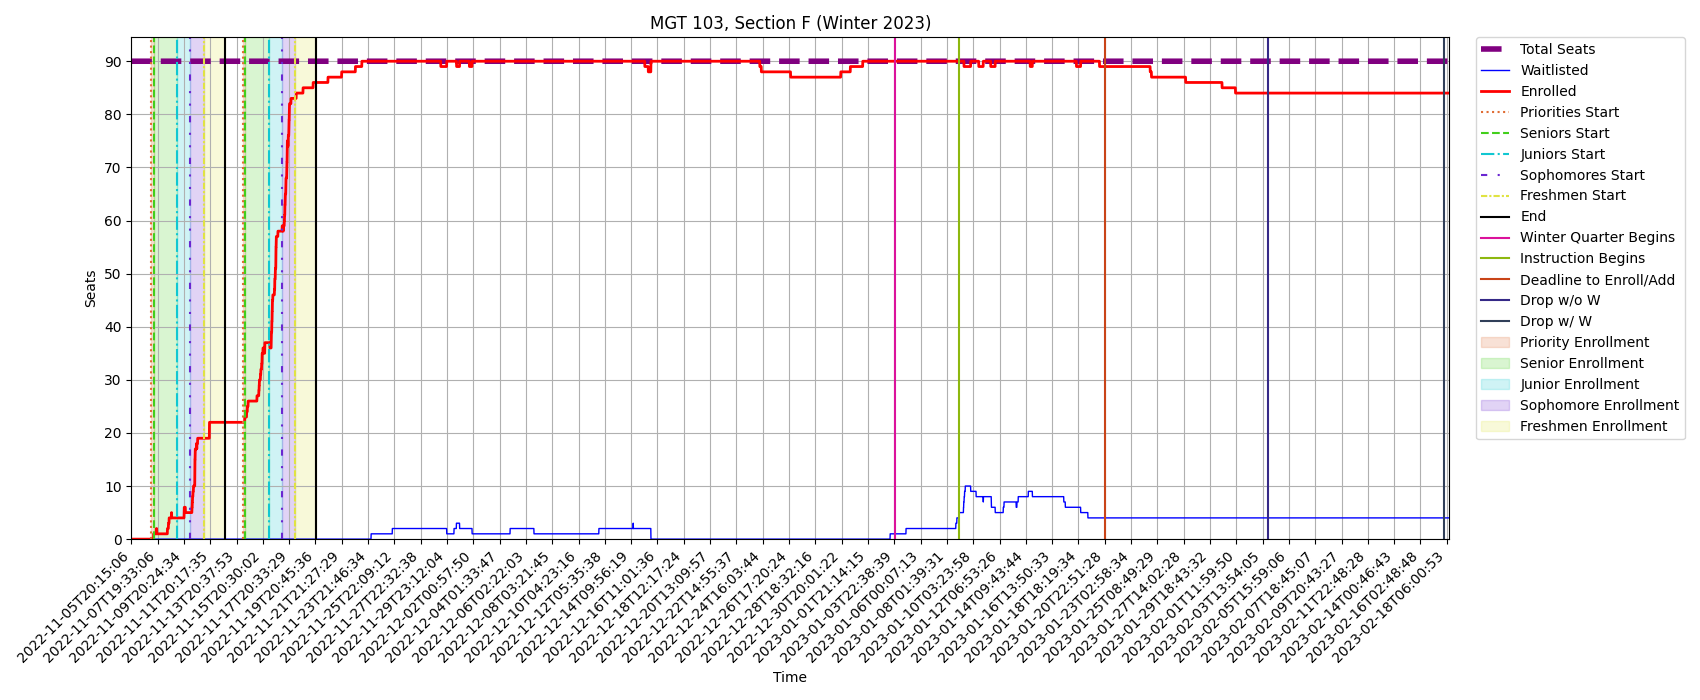 MGT 103, Section F (Winter 2023)
Seats
90
80
70
60
50
40
30
20
10
0
2022-11-05T20:15:06
2022-11-07T19:33:06
2022-11-09T20:24:34
2022-11-11T20:17:35
2022-11-13T20:37:53
2022-11-15T20:30:02
2022-11-17T20:33:29
2022-11-19T20:45:36
2022-11-21T21:27:29
2022-11-23T21:46:34
2022-11-25T22:09:12
2022-11-27T22:32:38
2022-11-29T23:12:04
2022-12-02T00:57:50
2022-12-04T01:33:47
2022-12-06T02:22:03
2022-12-08T03:21:45
2022-12-10T04:23:16
2022-12-12T05:35:38
2022-12-14T09:56:19
2022-12-16T11:01:36
2022-12-18T12:17:24
2022-12-20T13:09:57
2022-12-22T14:55:37
2022-12-24T16:03:44
2022-12-26T17:20:24
2022-12-28T18:32:16
2022-12-30T20:01:22
2023-01-01T21:14:15
2023-01-03T22:38:39
2023-01-06T00:07:13
2023-01-08T01:39:31
2023-01-10T03:23:58
2023-01-12T06:53:26
2023-01-14T09:43:44
2023-01-16T13:50:33
2023-01-18T18:19:34
2023-01-20T22:51:28
2023-01-23T02:58:34
2023-01-25T08:49:29
2023-01-27T14:02:28
2023-01-29T18:43:32
2023-02-01T11:59:50
2023-02-03T13:54:05
2023-02-05T15:59:06
2023-02-07T18:45:07
2023-02-09T20:43:27
2023-02-11T22:48:28
2023-02-14T00:46:43
2023-02-16T02:48:48
2023-02-18T06:00:53
Time
Total Seats
Waitlisted
Enrolled
Priorities Start
Seniors Start
Juniors Start
Sophomores Start
Freshmen Start
End
Winter Quarter Begins
Instruction Begins
Deadline to Enroll/Add
Drop w/o W
Drop w/ W
Priority Enrollment
Senior Enrollment
Junior Enrollment
Sophomore Enrollment
Freshmen Enrollment